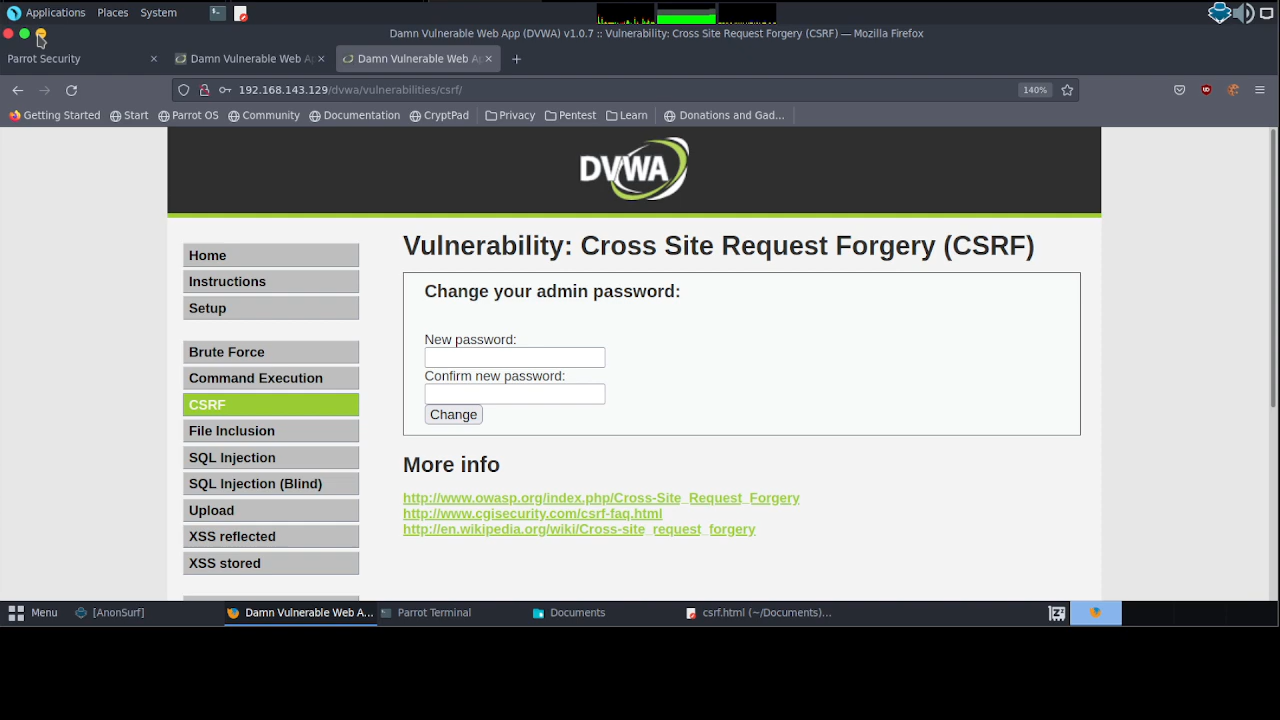 Applications Places System
Damn Vulnerable Web App (DVWA) v1.0.7 :: Vulnerability: Cross Site Request Forgery (CSRF) — Mozilla Firefox
Parrot Security × Damn Vulnerable Web Ap × Damn Vulnerable Web Ap × +
192.168.143.129/dvwa/vulnerabilities/csrf/ 140%
Getting Started Start Parrot OS Community Documentation CryptPad Privacy Pentest Learn Donations and Gad...
DVWA
Vulnerability: Cross Site Request Forgery (CSRF)
Home
Instructions
Setup
Brute Force
Command Execution
CSRF
File Inclusion
SQL Injection
SQL Injection (Blind)
Upload
XSS reflected
XSS stored
Change your admin password:
New password:
Confirm new password:
Change
More info
http://www.owasp.org/index.php/Cross-Site_Request_Forgery
http://www.cgisecurity.com/csrf-faq.html
http://en.wikipedia.org/wiki/Cross-site_request_forgery
Menu [AnonSurf] Damn Vulnerable Web A... Parrot Terminal Documents csrf.html (~/Documents)...